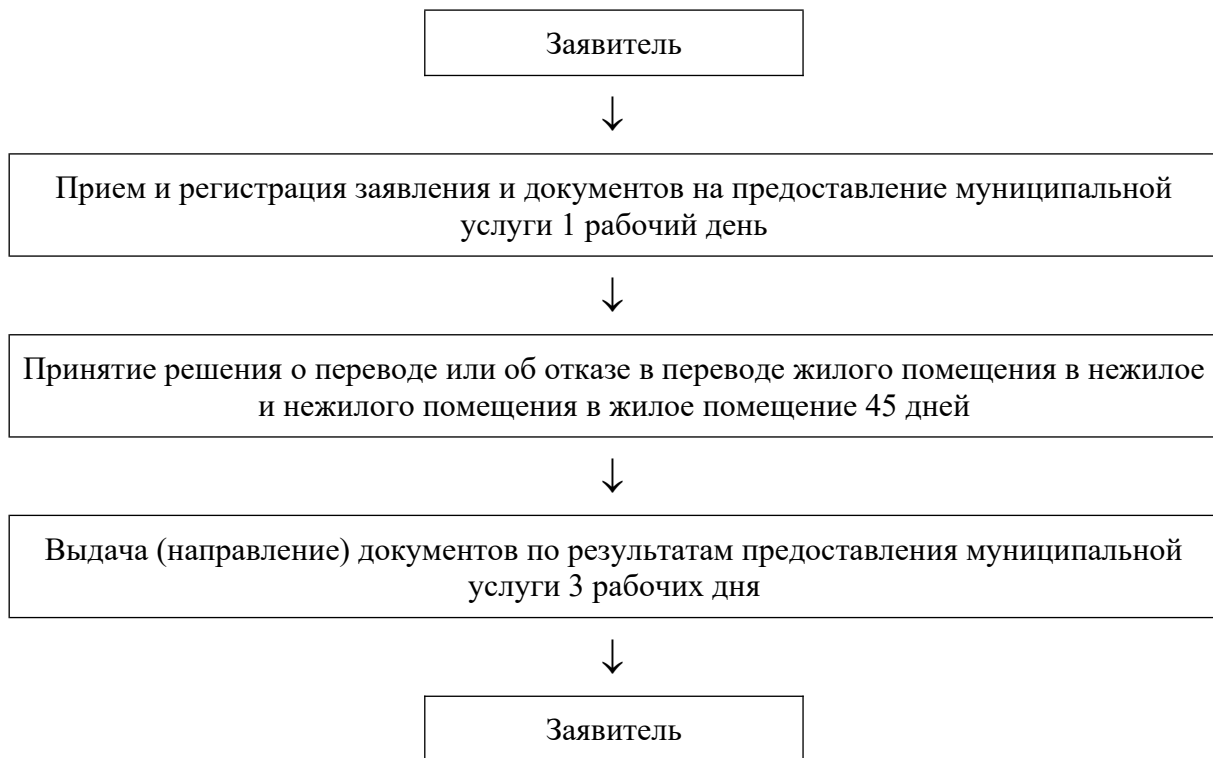 Заявитель
↓
Прием и регистрация заявления и документов на предоставление муниципальной
услуги 1 рабочий день
↓
Принятие решения о переводе или об отказе в переводе жилого помещения в нежилое
и нежилого помещения в жилое помещение 45 дней
↓
Выдача (направление) документов по результатам предоставления муниципальной
услуги 3 рабочих дня
↓
Заявитель